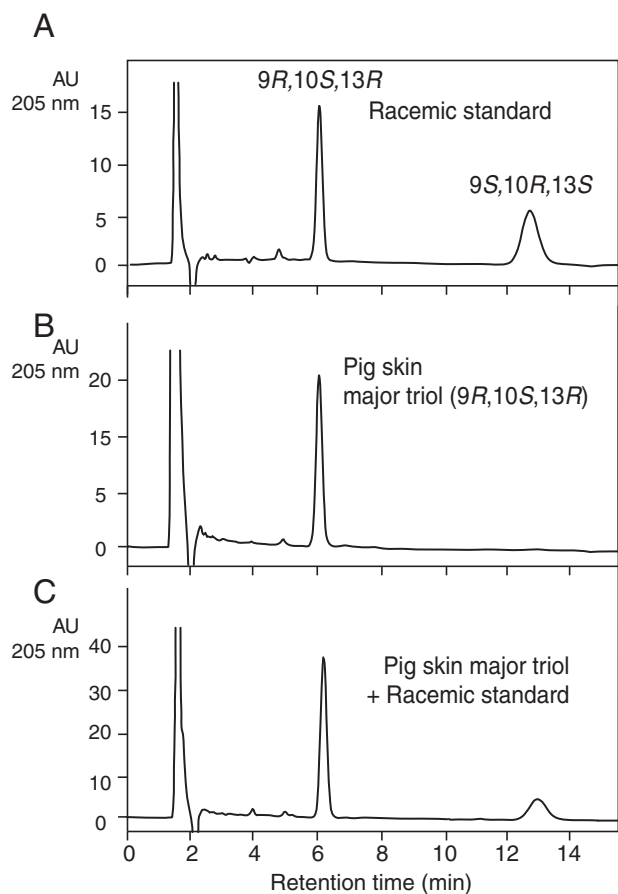 A
AU
205 nm
15
10
5
0
9R,10S,13R
Racemic standard
9S,10R,13S
B
AU
205 nm
20
15
5
0
Pig skin
major triol (9R,10S,13R)
C
AU
205 nm
40
30
20
10
0
Pig skin major triol
+ Racemic standard
0 2 4 6 8 10 12 14
Retention time (min)